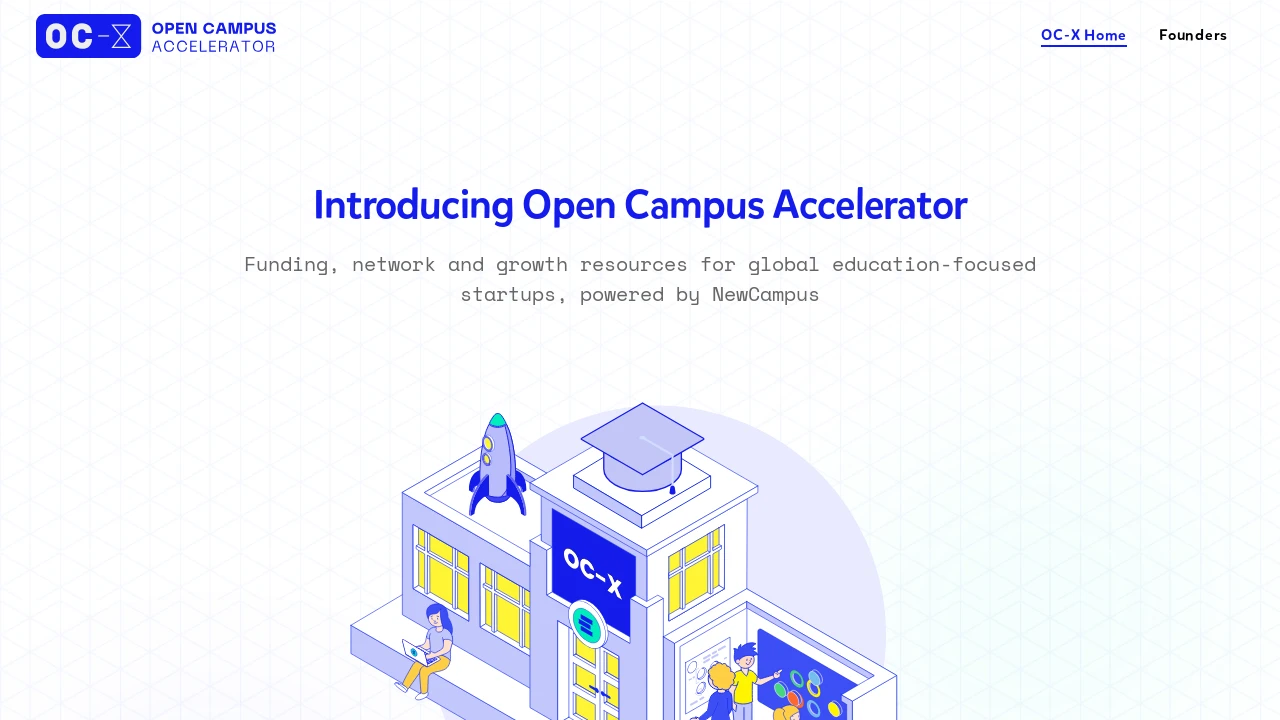 OC-X
OPEN CAMPUS
ACCELERATOR
OC-X Home
Founders
Introducing Open Campus Accelerator
Funding, network and growth resources for global education-focused
startups, powered by NewCampus
OC-X